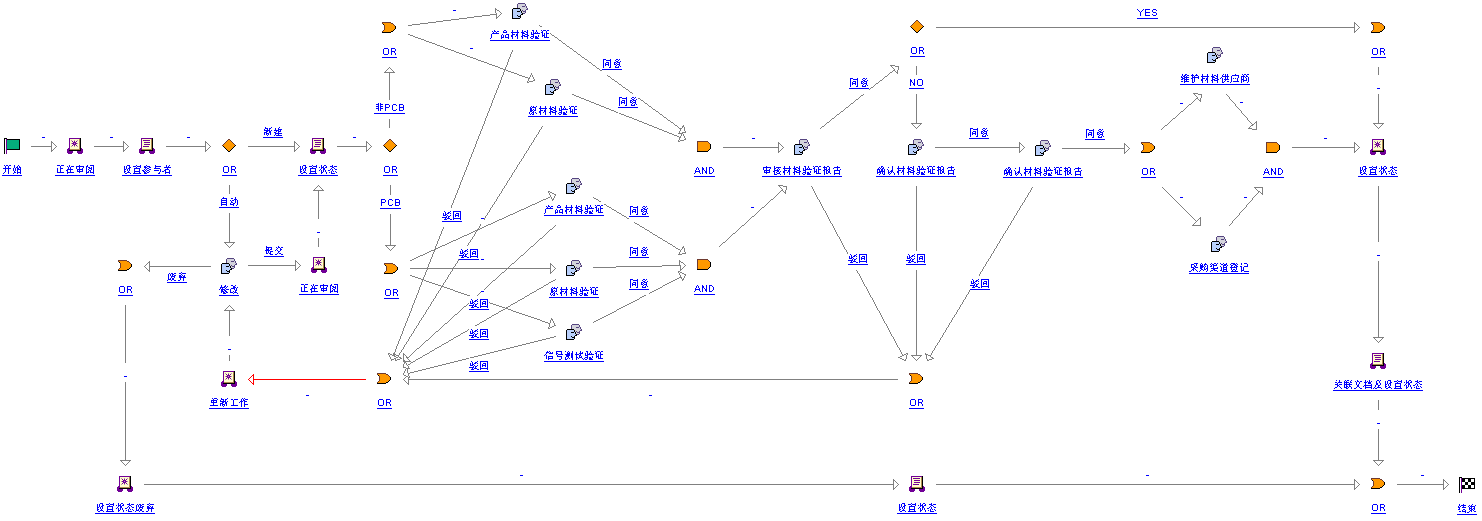 YES
-
产品材料验证
OR
OR
OR
-
同意
维护材料供应商
同意
NO
同意
原材料验证
非PCB
-
-
-
-
-
-
-
新建
-
同意
同意
-
-
开始
正在审阅
设置参与者
OR
设置状态
OR
AND
审核材料验证报告
确认材料验证报告
确认材料验证报告
OR
AND
设置状态
自动
PCB
-
-
产品材料验证
同意
-
驳回
-
-
提交
驳回
-
同意
驳回
驳回
采购渠道登记
-
废弃
驳回
OR
修改
正在审阅
OR
原材料验证
AND
同意
-
驳回
驳回
信号测试验证
-
-
重新工作
-
OR
-
OR
关联文档及设置状态
-
-
-
-
设置状态废弃
设置状态
OR
结束